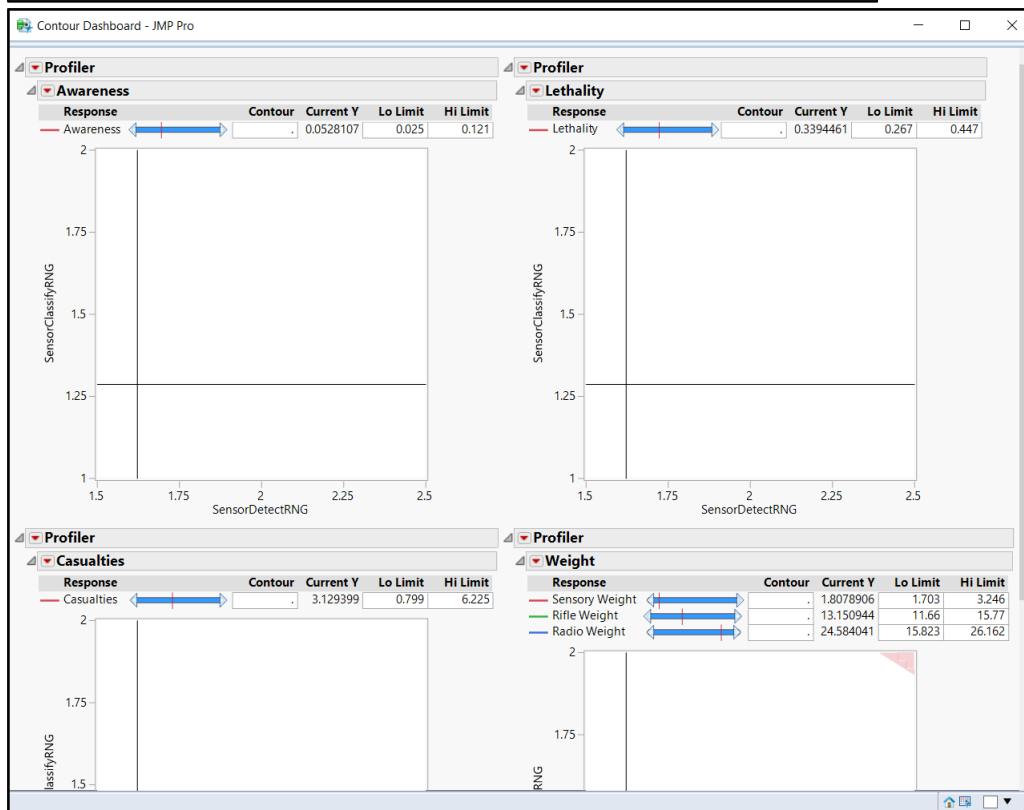 Contour Dashboard - JMP Pro
Profiler
Awareness
Response Contour Current Y Lo Limit Hi Limit
Awareness . 0.0528107 0.025 0.121
2
1.75
1.5
1.25
1
SensorClassifyRNG
1.5 1.75 2 2.25 2.5
SensorDetectRNG
Profiler
Lethality
Response Contour Current Y Lo Limit Hi Limit
Lethality . 0.3394461 0.267 0.447
2
1.75
1.5
1.25
1
SensorClassifyRNG
1.5 1.75 2 2.25 2.5
SensorDetectRNG
Profiler
Casualties
Response Contour Current Y Lo Limit Hi Limit
Casualties . 3.129399 0.799 6.225
2
1.75
1.5
lassifyRNG
Profiler
Weight
Response Contour Current Y Lo Limit Hi Limit
Sensory Weight . 1.8078906 1.703 3.246
Rifle Weight . 13.150944 11.66 15.77
Radio Weight . 24.584041 15.823 26.162
2
1.75
RNG